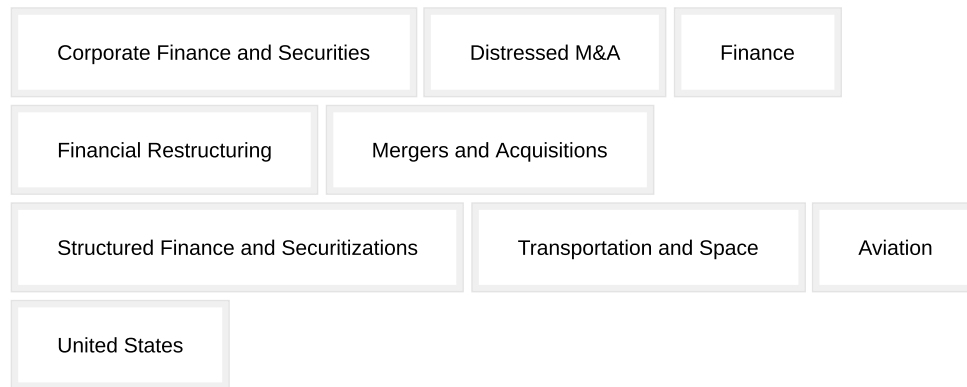 Corporate Finance and Securities Distressed M&A Finance
Financial Restructuring Mergers and Acquisitions
Structured Finance and Securitizations Transportation and Space Aviation
United States